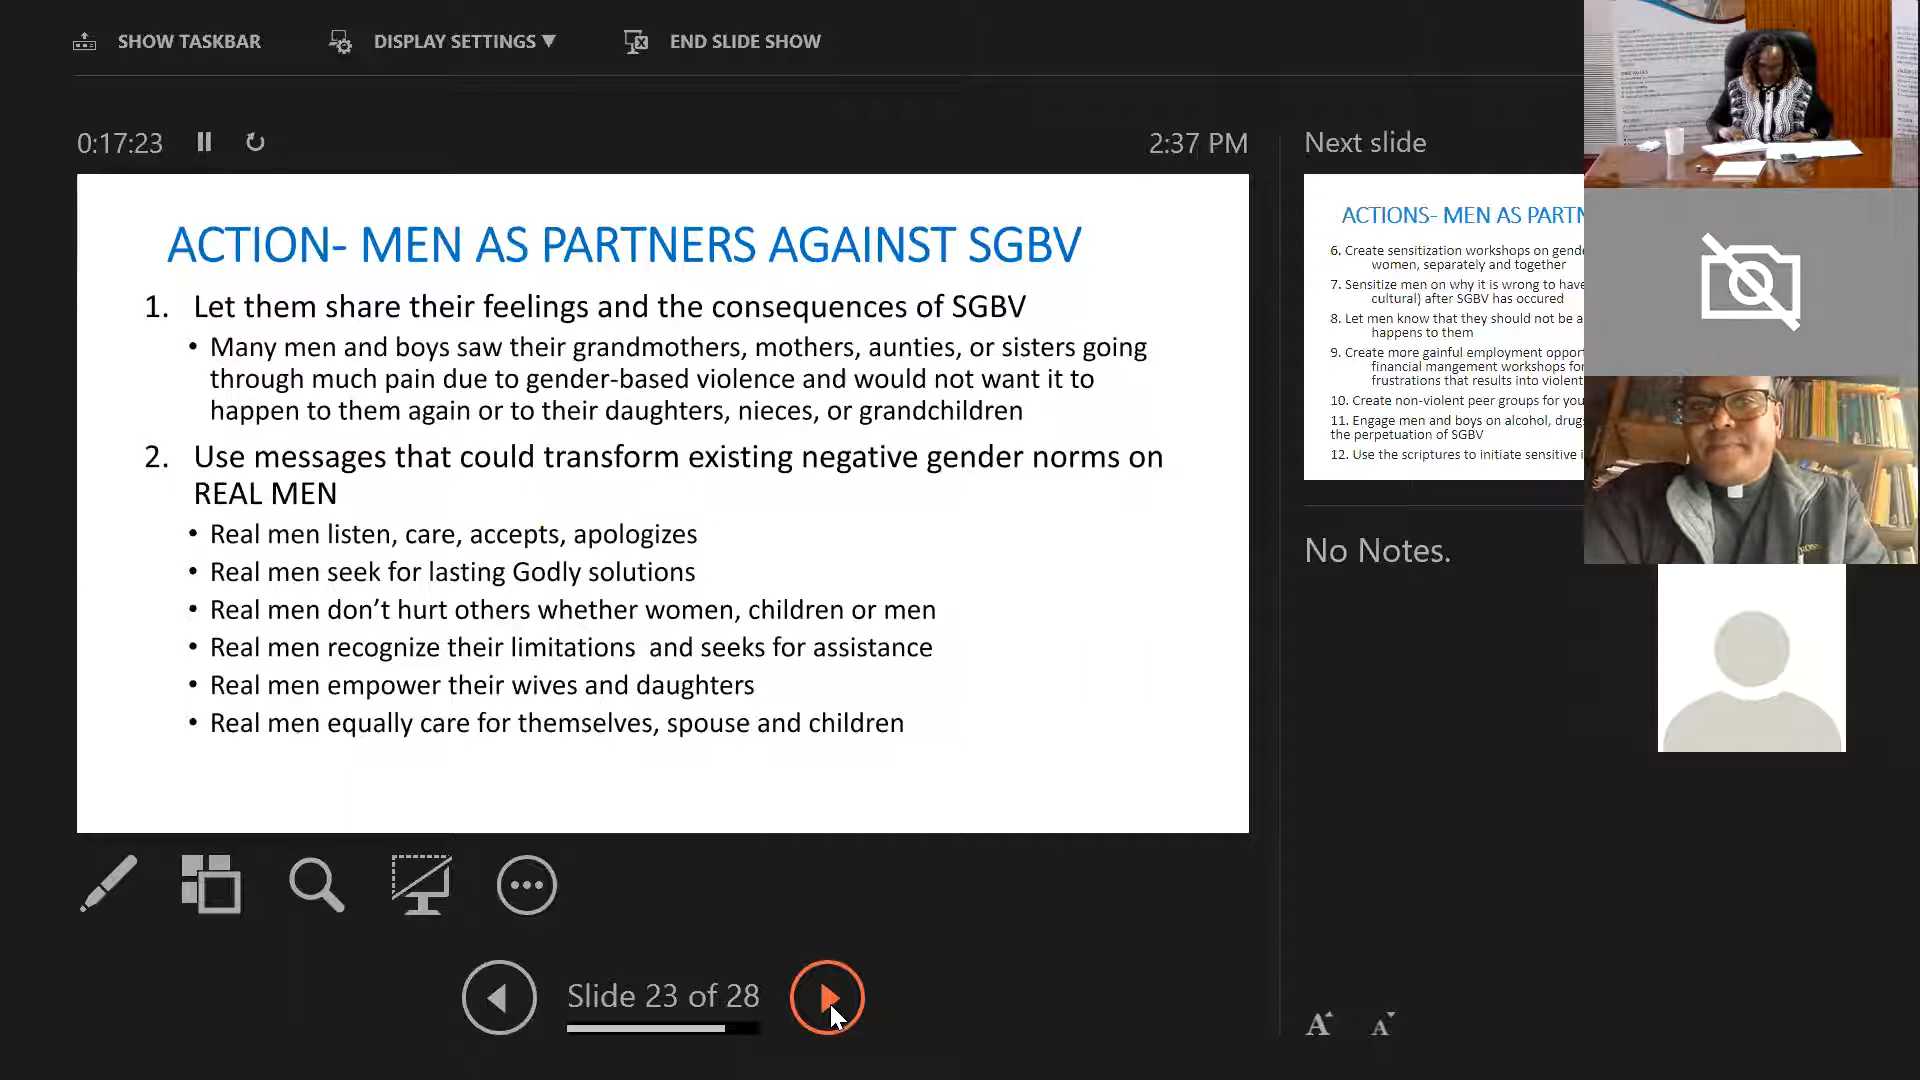 SHOW TASKBAR
DISPLAY SETTINGS ▼
END SLIDE SHOW
0:17:23
2:37 PM
Next slide
ACTION- MEN AS PARTNERS AGAINST SGBV
1. Let them share their feelings and the consequences of SGBV
• Many men and boys saw their grandmothers, mothers, aunties, or sisters going
through much pain due to gender-based violence and would not want it to
happen to them again or to their daughters, nieces, or grandchildren
2. Use messages that could transform existing negative gender norms on
REAL MEN
• Real men listen, care, accepts, apologizes
• Real men seek for lasting Godly solutions
• Real men don't hurt others whether women, children or men
• Real men recognize their limitations  and seeks for assistance
• Real men empower their wives and daughters
• Real men equally care for themselves, spouse and children
ACTIONS- MEN AS PARTN
6. Create sensitization workshops on gend
women, separately and together
7. Sensitize men on why it is wrong to have
cultural) after SGBV has occured
8. Let men know that they should not be a
happens to them
9. Create more gainful employment oppor
financial mangement workshops for
frustrations that results into violent
10. Create non-violent peer groups for you
11. Engage men and boys on alcohol, drug
the perpetuation of SGBV
12. Use the scriptures to initiate sensitive i
No Notes.
Slide 23 of 28
A A